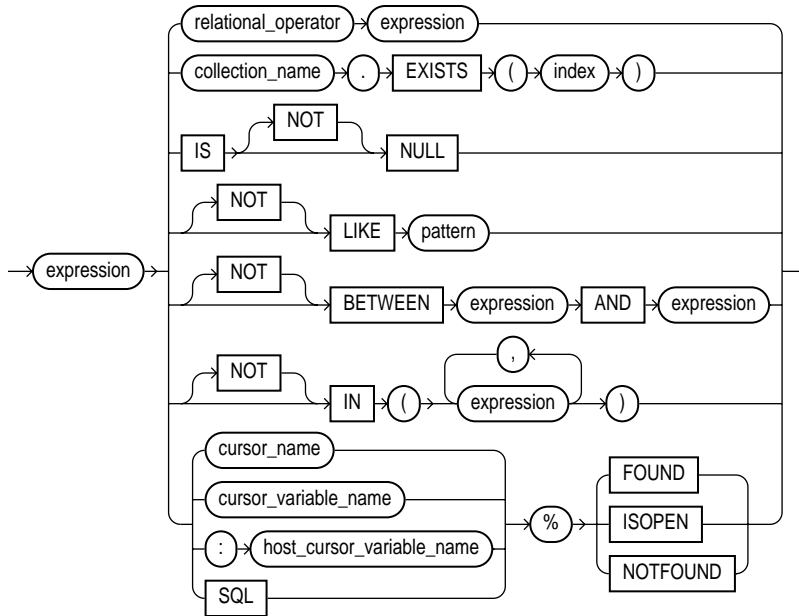 relational_operator expression
collection_name . EXISTS ( index )
NOT
IS NULL
NOT
LIKE pattern
expression
NOT
BETWEEN expression AND expression
,
NOT
IN ( expression )
cursor_name
FOUND
cursor_variable_name
% ISOPEN
: host_cursor_variable_name
NOTFOUND
SQL